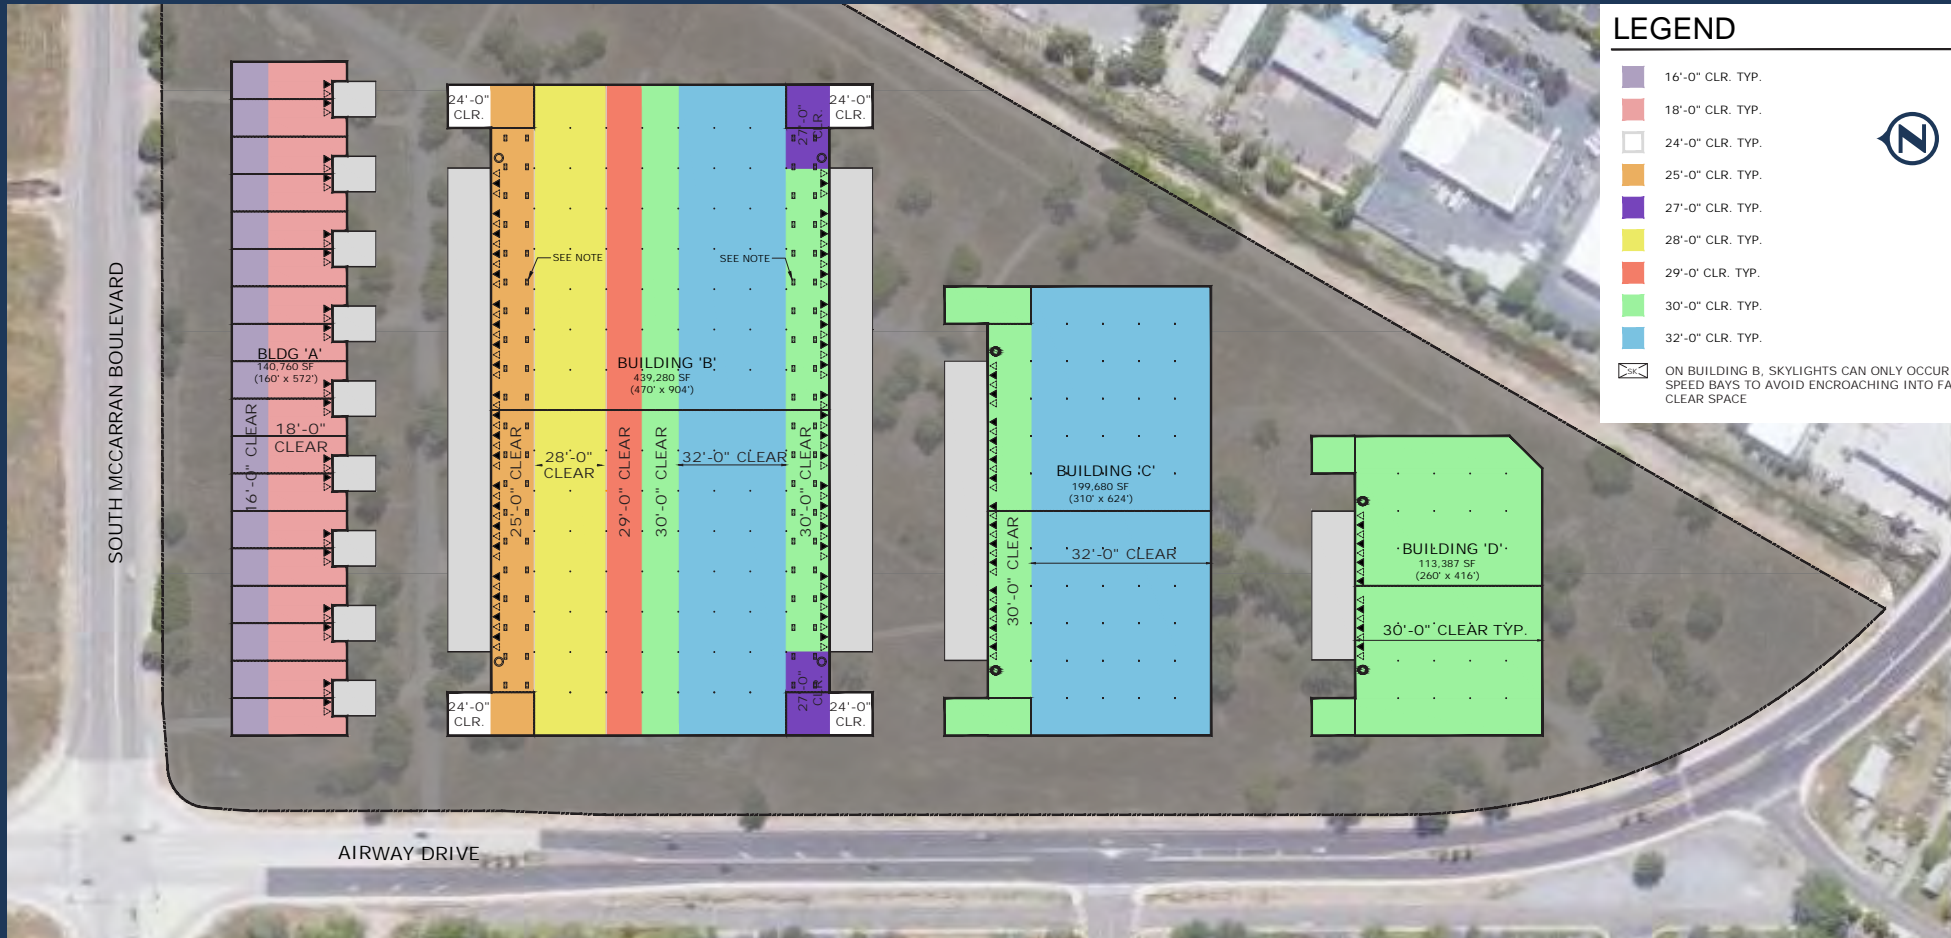 LEGEND
16'-0" CLR. TYP.
18'-0" CLR. TYP.
24'-0" CLR. TYP.
25'-0" CLR. TYP.
27'-0" CLR. TYP.
28'-0" CLR. TYP.
29'-0' CLR. TYP.
30'-0" CLR. TYP.
32'-0" CLR. TYP.
SK
ON BUILDING B, SKYLIGHTS CAN ONLY OCCUR
SPEED BAYS TO AVOID ENCROACHING INTO FA
CLEAR SPACE
N
SOUTH MCCARRAN BOULEVARD
AIRWAY DRIVE
BLDG 'A'
140,760 SF
(160' x 572')
16'-0" CLEAR
18'-0"
CLEAR
24'-0"
CLR.
27'-0"
CLR.
24'-0"
CLR.
SEE NOTE
SEE NOTE
BUILDING 'B'
439,280 SF
(470' x 904')
25'-0" CLEAR
28'-0"
CLEAR
29'-0" CLEAR
30'-0" CLEAR
32'-0" CLEAR
30'-0" CLEAR
24'-0"
CLR.
27'-0"
CLR.
24'-0"
CLR.
BUILDING 'C'
199,680 SF
(310' x 624')
30'-0" CLEAR
32'-0" CLEAR
BUILDING 'D'
113,387 SF
(260' x 416')
30'-0" CLEAR TYP.